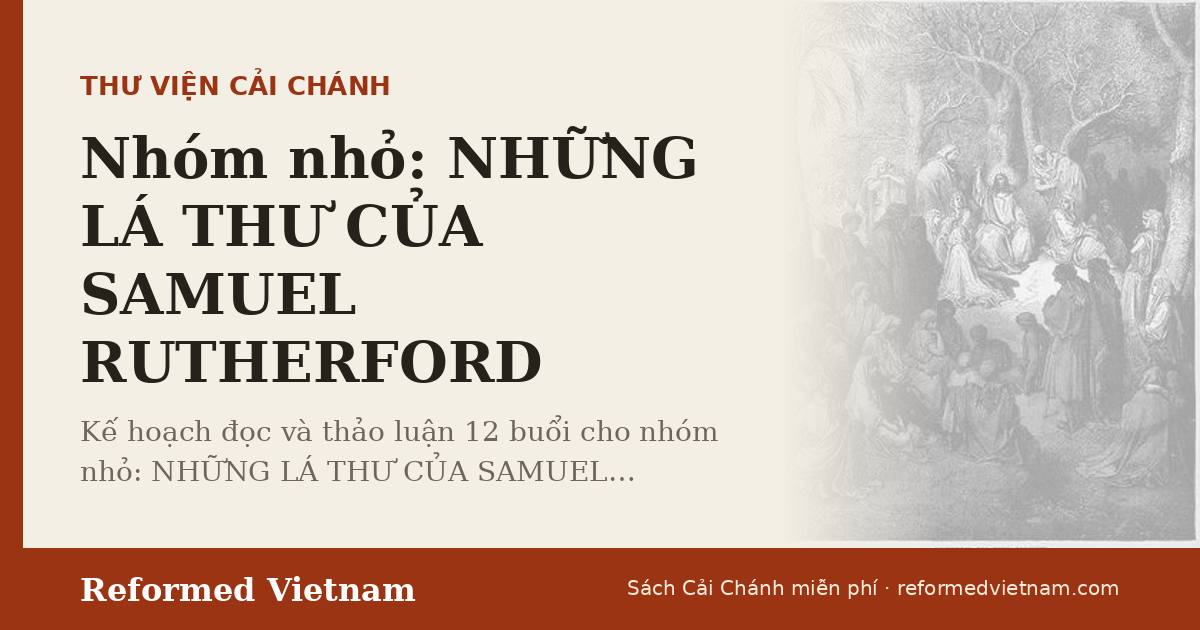 THƯ VIỆN CẢI CHÁNH
Nhóm nhỏ: NHỮNG
LÁ THƯ CỦA
SAMUEL
RUTHERFORD
Kế hoạch đọc và thảo luận 12 buổi cho nhóm
nhỏ: NHỮNG LÁ THƯ CỦA SAMUEL...
Reformed Vietnam
Sách Cải Chánh miễn phí · reformedvietnam.com